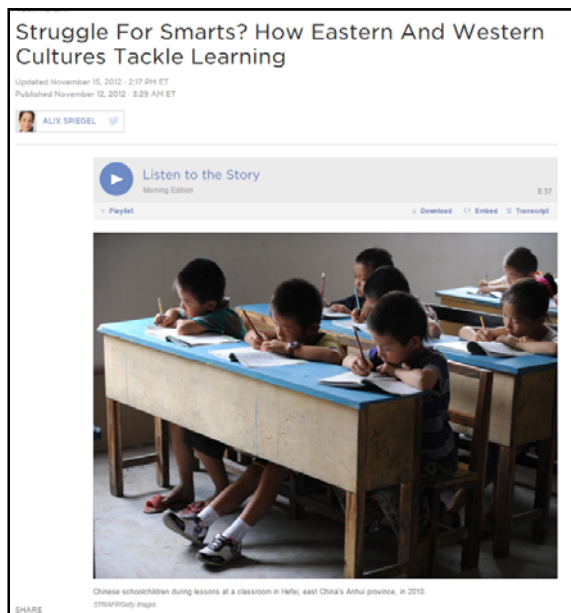 Struggle For Smarts? How Eastern And Western
Cultures Tackle Learning
Updated November 15, 2012 · 2:17 PM ET
Published November 12, 2012 · 3:29 AM ET
ALIX SPIEGEL
Listen to the Story
Morning Edition
8:37
+ Playlist
Download
<> Embed
Transcript
Chinese schoolchildren during lessons at a classroom in Hefei, east China's Anhui province, in 2010.
STR/AFP/Getty Images
SHARE